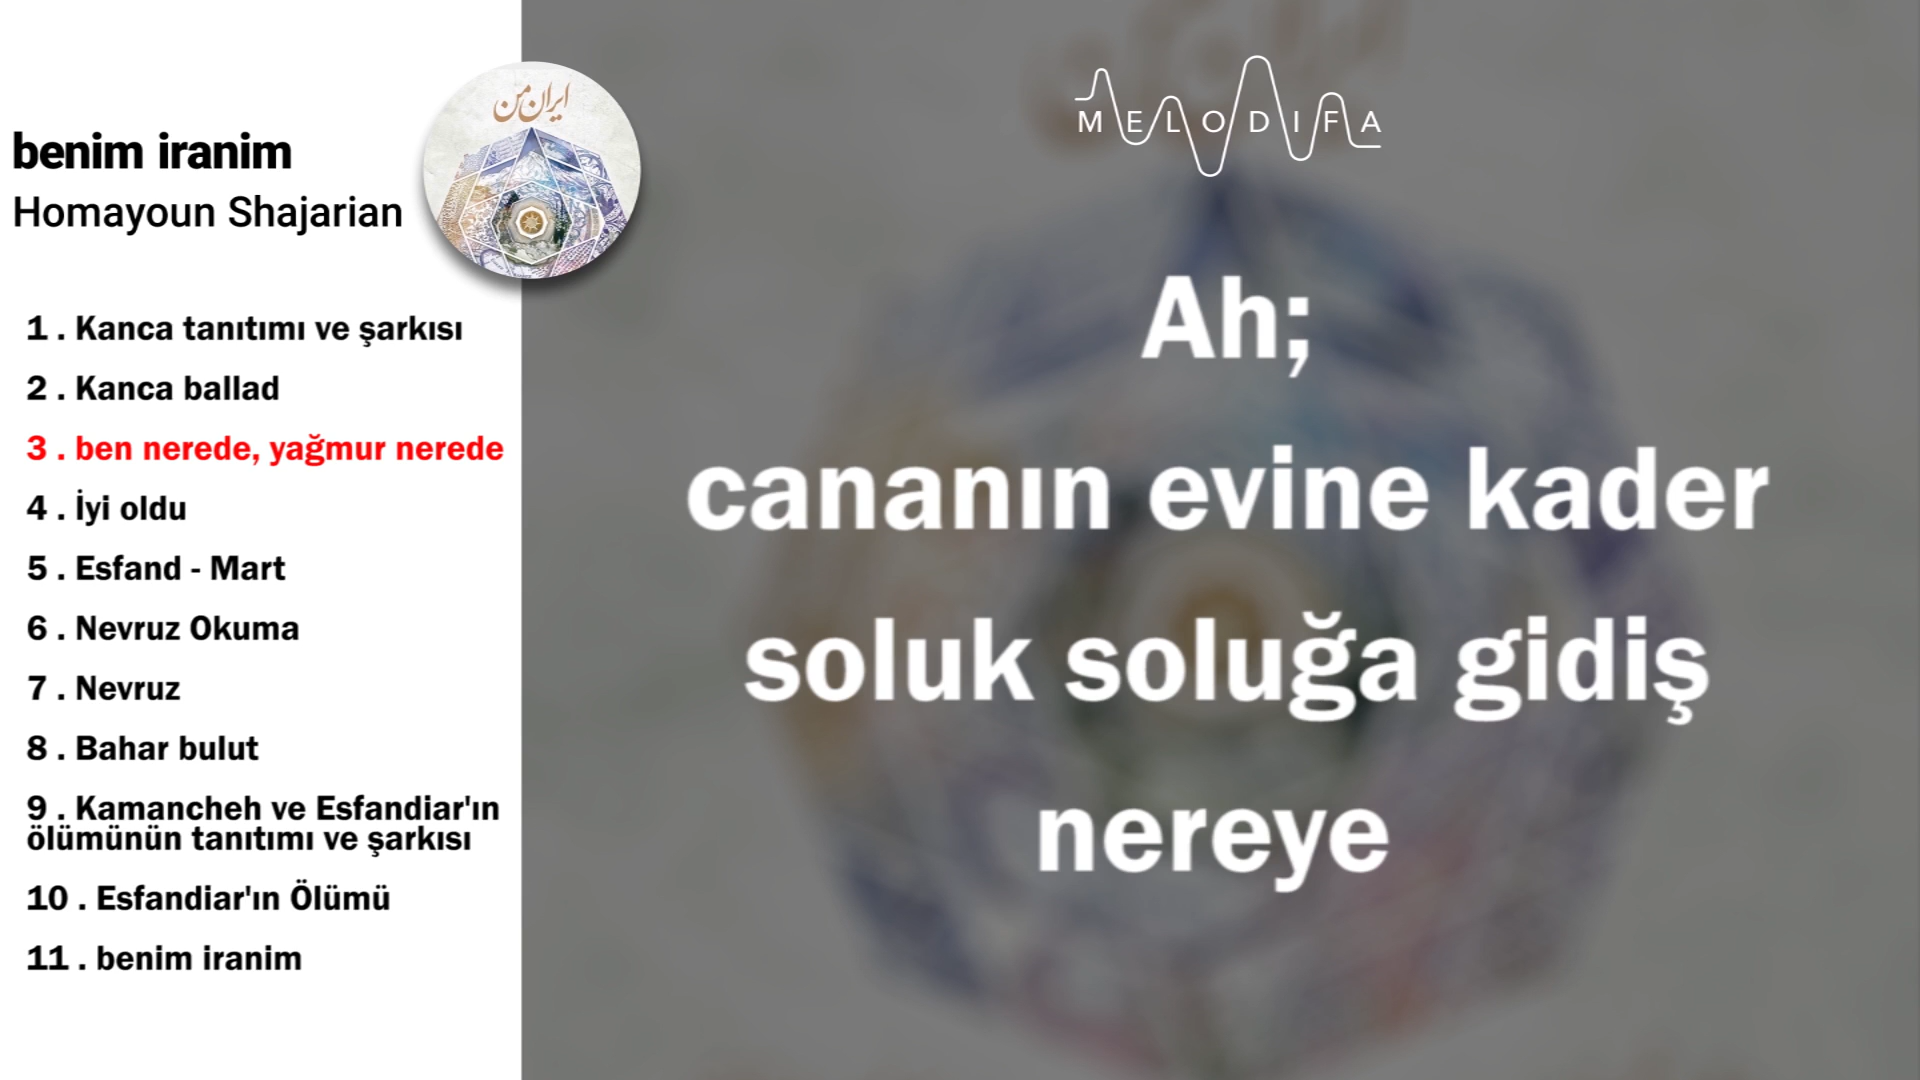 benim iranim
Homayoun Shajarian
ایران من
1 . Kanca tanıtımı ve şarkısı
2 . Kanca ballad
3 . ben nerede, yağmur nerede
4 . İyi oldu
5 . Esfand - Mart
6 . Nevruz Okuma
7 . Nevruz
8 . Bahar bulut
9 . Kamancheh ve Esfandiar'ın
ölümünün tanıtımı ve şarkısı
10 . Esfandiar'ın Ölümü
11 . benim iranim
MELODIFA
Ah;
cananın evine kader
soluk soluğa gidiş
nereye